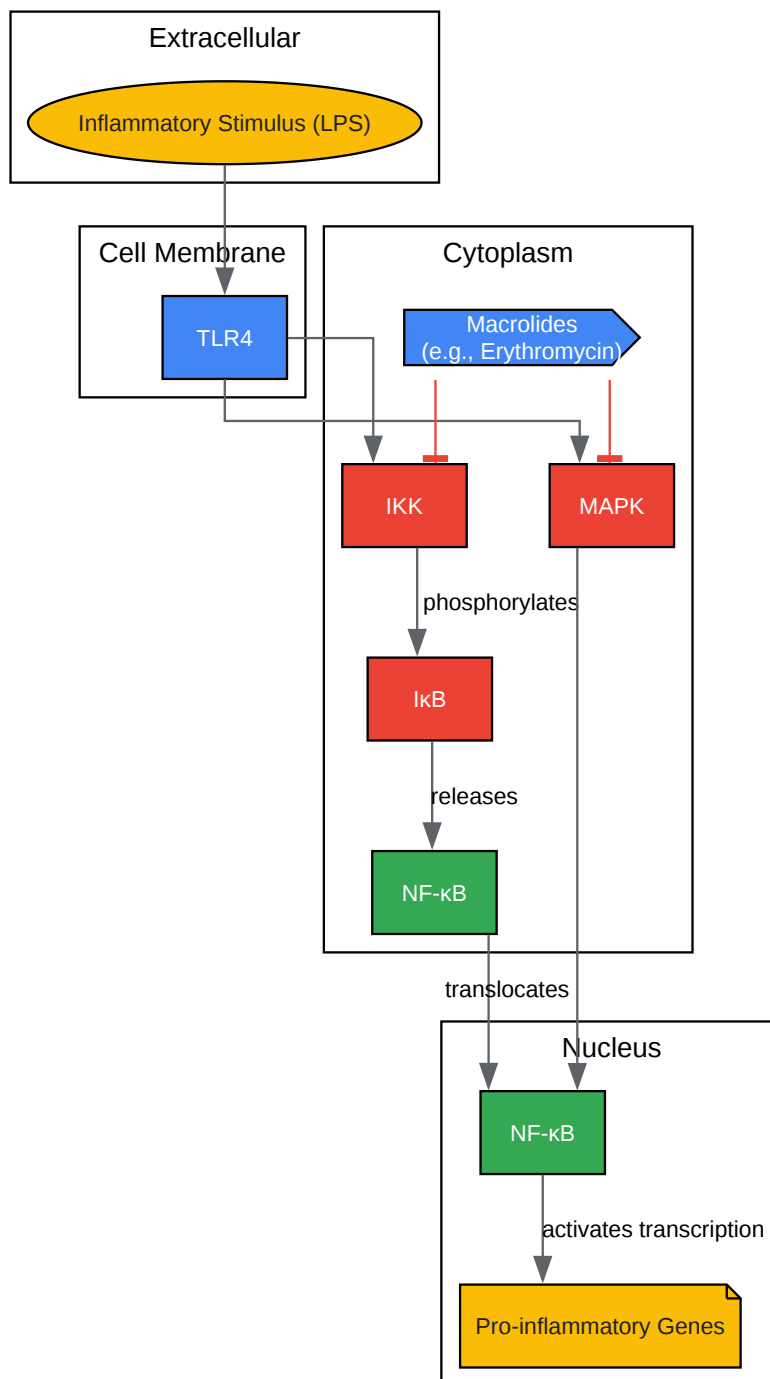 Extracellular
Inflammatory Stimulus (LPS)
Cell Membrane
Cytoplasm
TLR4
Macrolides
(e.g., Erythromycin)
IKK
MAPK
phosphorylates
IκB
releases
NF-κB
translocates
Nucleus
NF-κB
activates transcription
Pro-inflammatory Genes